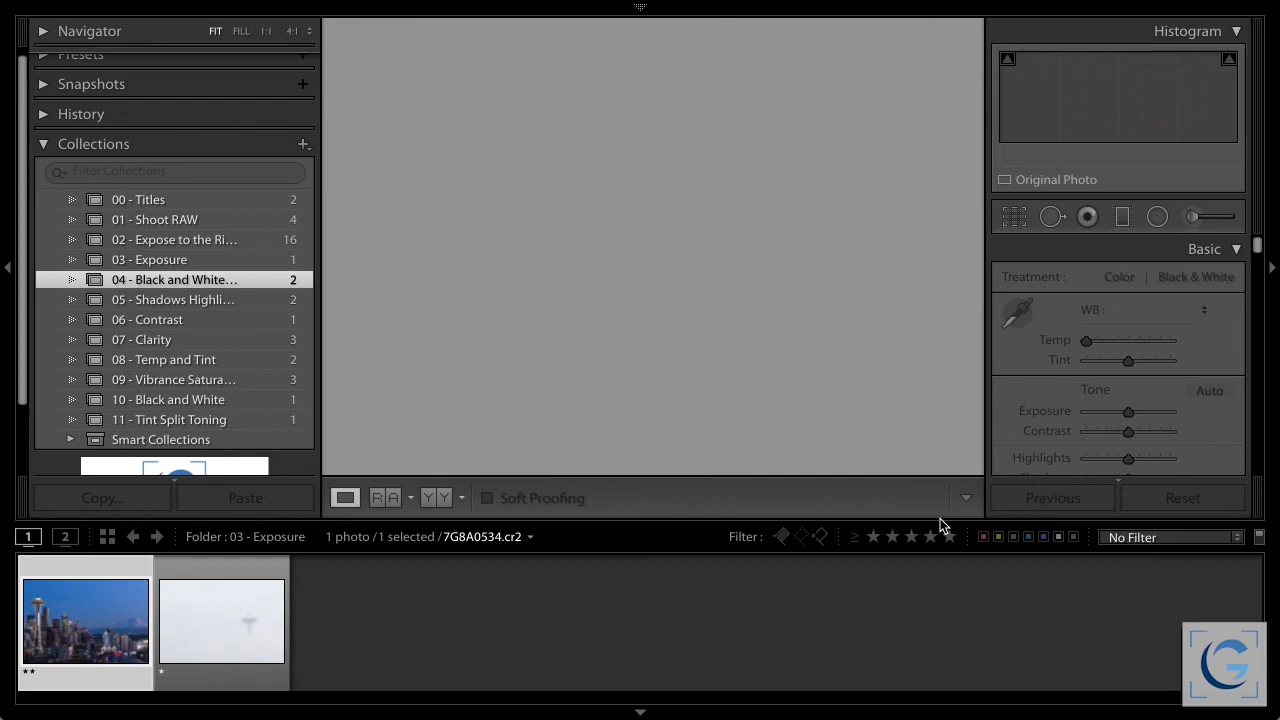 Navigator FIT FILL 1:1 4:1
Presets +
Snapshots +
History
Collections +
Filter Collections
00 - Titles 2
01 - Shoot RAW 4
02 - Expose to the Ri... 16
03 - Exposure 1
04 - Black and White... 2
05 - Shadows Highli... 2
06 - Contrast 1
07 - Clarity 3
08 - Temp and Tint 2
09 - Vibrance Satura... 3
10 - Black and White 1
11 - Tint Split Toning 1
Smart Collections
Copy... Paste
R A Y Y Soft Proofing
Histogram
Original Photo
Basic
Treatment : Color | Black & White
WB :
Temp
Tint
Tone Auto
Exposure
Contrast
Highlights
Previous Reset
1 2 Folder : 03 - Exposure 1 photo / 1 selected / 7G8A0534.cr2 Filter : ≥ ★ ★ ★ ★ ★ No Filter
★★ ★
G